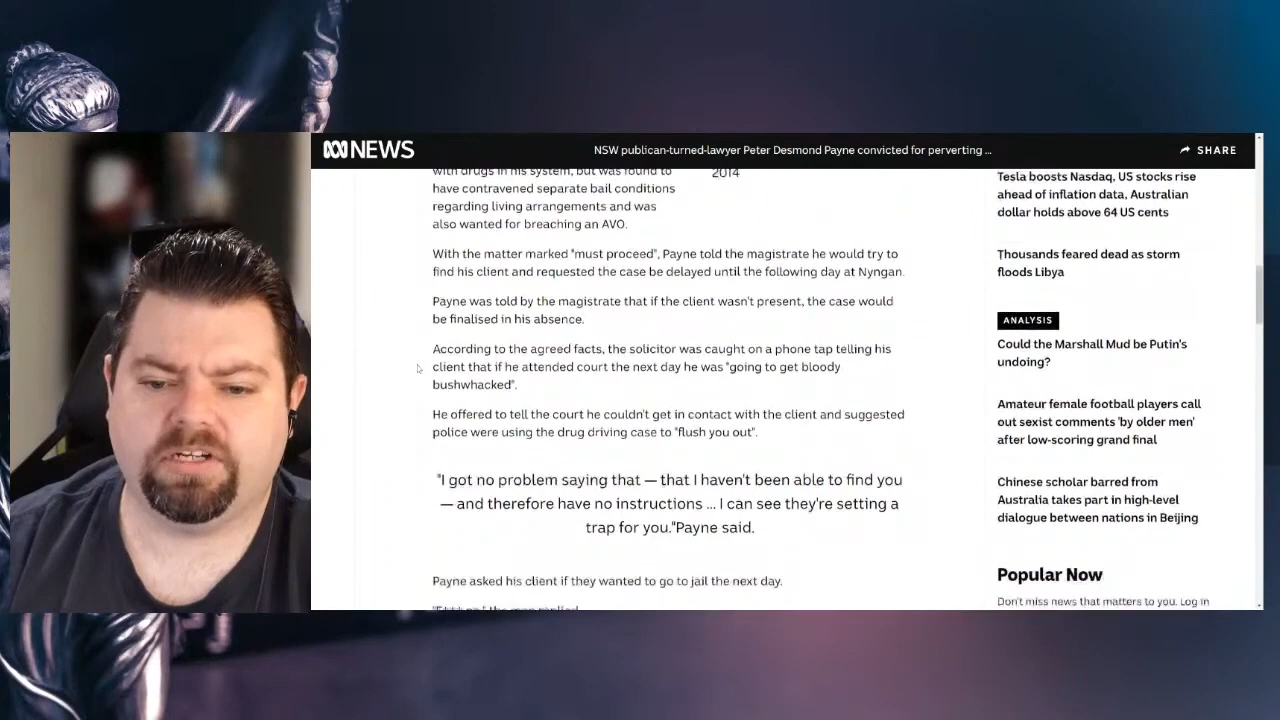 NEWS
NSW publican-turned-lawyer Peter Desmond Payne convicted for perverting ...
SHARE
with drugs in his system, but was found to
have contravened separate bail conditions
regarding living arrangements and was
also wanted for breaching an AVO.
2014
With the matter marked "must proceed", Payne told the magistrate he would try to
find his client and requested the case be delayed until the following day at Nyngan.
Payne was told by the magistrate that if the client wasn't present, the case would
be finalised in his absence.
According to the agreed facts, the solicitor was caught on a phone tap telling his
client that if he attended court the next day he was "going to get bloody
bushwhacked".
He offered to tell the court he couldn't get in contact with the client and suggested
police were using the drug driving case to "flush you out".
"I got no problem saying that — that I haven't been able to find you
— and therefore have no instructions ... I can see they're setting a
trap for you."Payne said.
Payne asked his client if they wanted to go to jail the next day.
"F*** no," the man replied.
Tesla boosts Nasdaq, US stocks rise
ahead of inflation data, Australian
dollar holds above 64 US cents
Thousands feared dead as storm
floods Libya
ANALYSIS
Could the Marshall Mud be Putin's
undoing?
Amateur female football players call
out sexist comments 'by older men'
after low-scoring grand final
Chinese scholar barred from
Australia takes part in high-level
dialogue between nations in Beijing
Popular Now
Don't miss news that matters to you. Log in